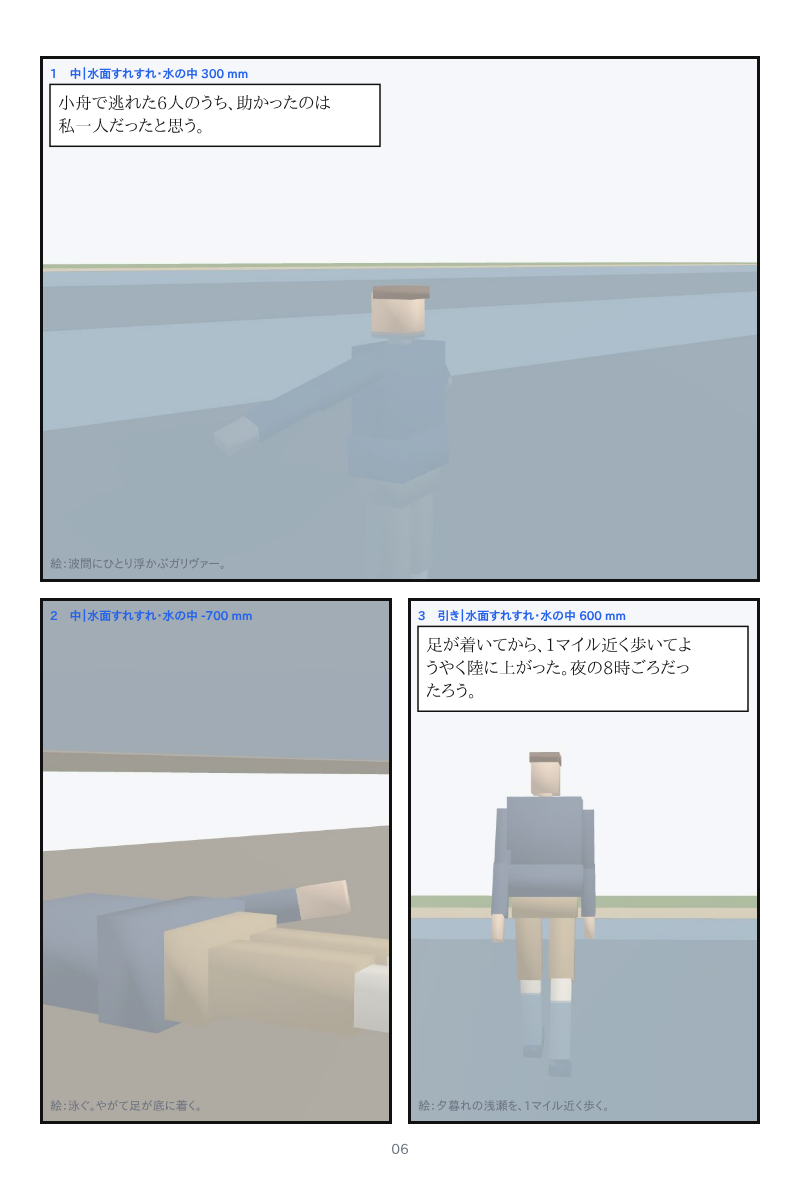 1 中|水面すれすれ・水の中 300 mm
小舟で逃れた6人のうち、助かったのは
私一人だったと思う。
絵：波間にひとり浮かぶガリヴァー。
2 中|水面すれすれ・水の中 -700 mm
絵：泳ぐ。やがて足が底に着く。
3 引き|水面すれすれ・水の中 600 mm
足が着いてから、1マイル近く歩いてよ
うやく陸に上がった。夜の8時ごろだっ
たろう。
絵：夕暮れの浅瀬を、1マイル近く歩く。
06